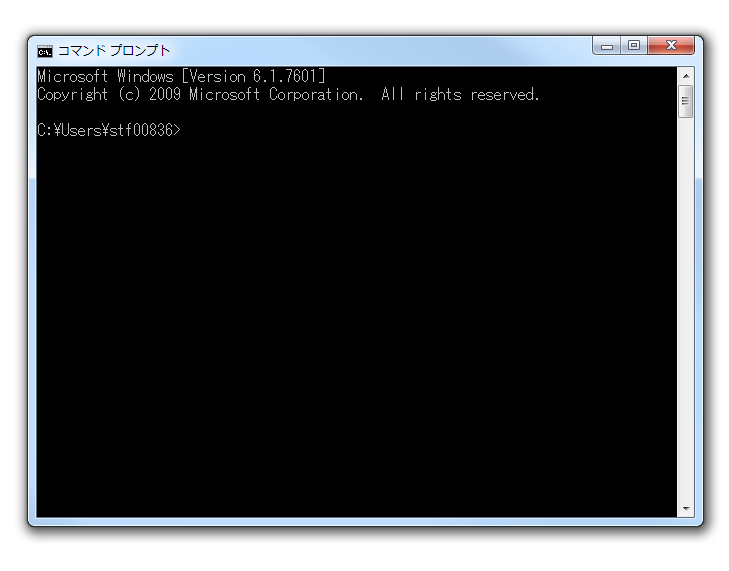 コマンド プロンプト
Microsoft Windows [Version 6.1.7601]
Copyright (c) 2009 Microsoft Corporation.  All rights reserved.
C:¥Users¥stf00836>